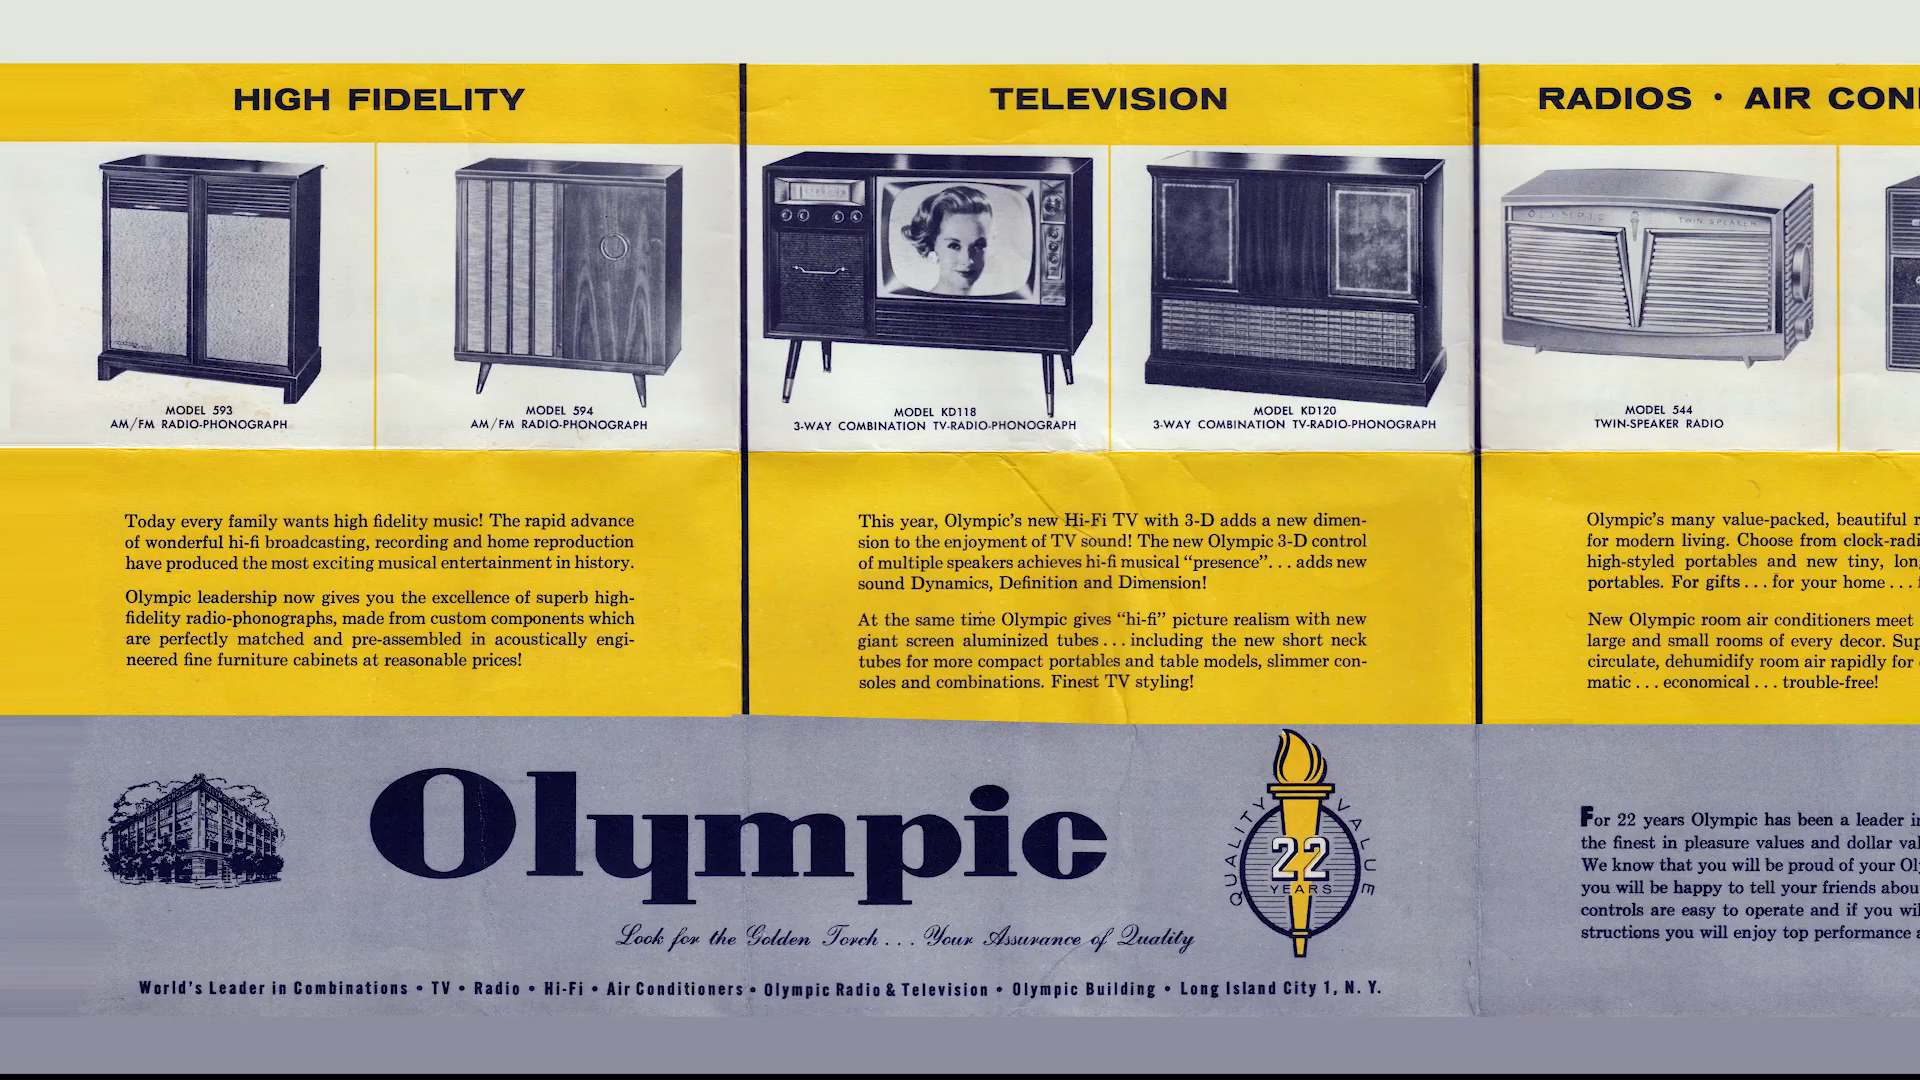 HIGH FIDELITY
MODEL 593
AM/FM RADIO-PHONOGRAPH
MODEL 594
AM/FM RADIO-PHONOGRAPH
Today every family wants high fidelity music! The rapid advance
of wonderful hi-fi broadcasting, recording and home reproduction
have produced the most exciting musical entertainment in history.
Olympic leadership now gives you the excellence of superb high-
fidelity radio-phonographs, made from custom components which
are perfectly matched and pre-assembled in acoustically engi-
neered fine furniture cabinets at reasonable prices!
TELEVISION
MODEL KD118
3-WAY COMBINATION TV-RADIO-PHONOGRAPH
MODEL KD120
3-WAY COMBINATION TV-RADIO-PHONOGRAPH
This year, Olympic's new Hi-Fi TV with 3-D adds a new dimen-
sion to the enjoyment of TV sound! The new Olympic 3-D control
of multiple speakers achieves hi-fi musical “presence”... adds new
sound Dynamics, Definition and Dimension!
At the same time Olympic gives “hi-fi” picture realism with new
giant screen aluminized tubes... including the new short neck
tubes for more compact portables and table models, slimmer con-
soles and combinations. Finest TV styling!
RADIOS · AIR CON
OLYMPIC
TWIN SPEAKER
MODEL 544
TWIN-SPEAKER RADIO
Olympic's many value-packed, beautiful
for modern living. Choose from clock-radi
high-styled portables and new tiny, lon
portables. For gifts... for your home...
New Olympic room air conditioners meet
large and small rooms of every decor. Sup
circulate, dehumidify room air rapidly for
matic... economical... trouble-free!
Olympic
QUALITY VALUE
22
YEARS
Look for the Golden Torch... Your Assurance of Quality
World's Leader in Combinations • TV • Radio • Hi-Fi • Air Conditioners • Olympic Radio & Television • Olympic Building • Long Island City 1, N. Y.
For 22 years Olympic has been a leader in
the finest in pleasure values and dollar val
We know that you will be proud of your Oly
you will be happy to tell your friends abou
controls are easy to operate and if you wil
structions you will enjoy top performance a